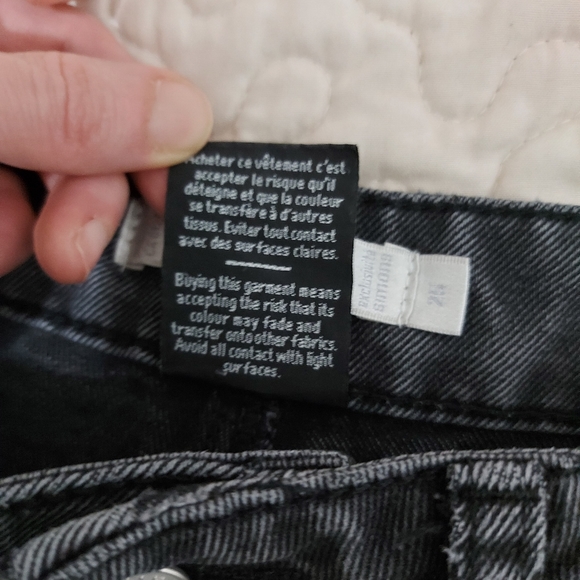 Acheter ce vêtement c'est
accepter le risque qu'il
déteigne et que la couleur
se transfère à d'autres
tissus. Eviter tout contact
avec des surfaces claires.
Buying this garment means
accepting the risk that its
colour may fade and
transfer onto other fabrics.
Avoid all contact with light
surfaces.
simons
25